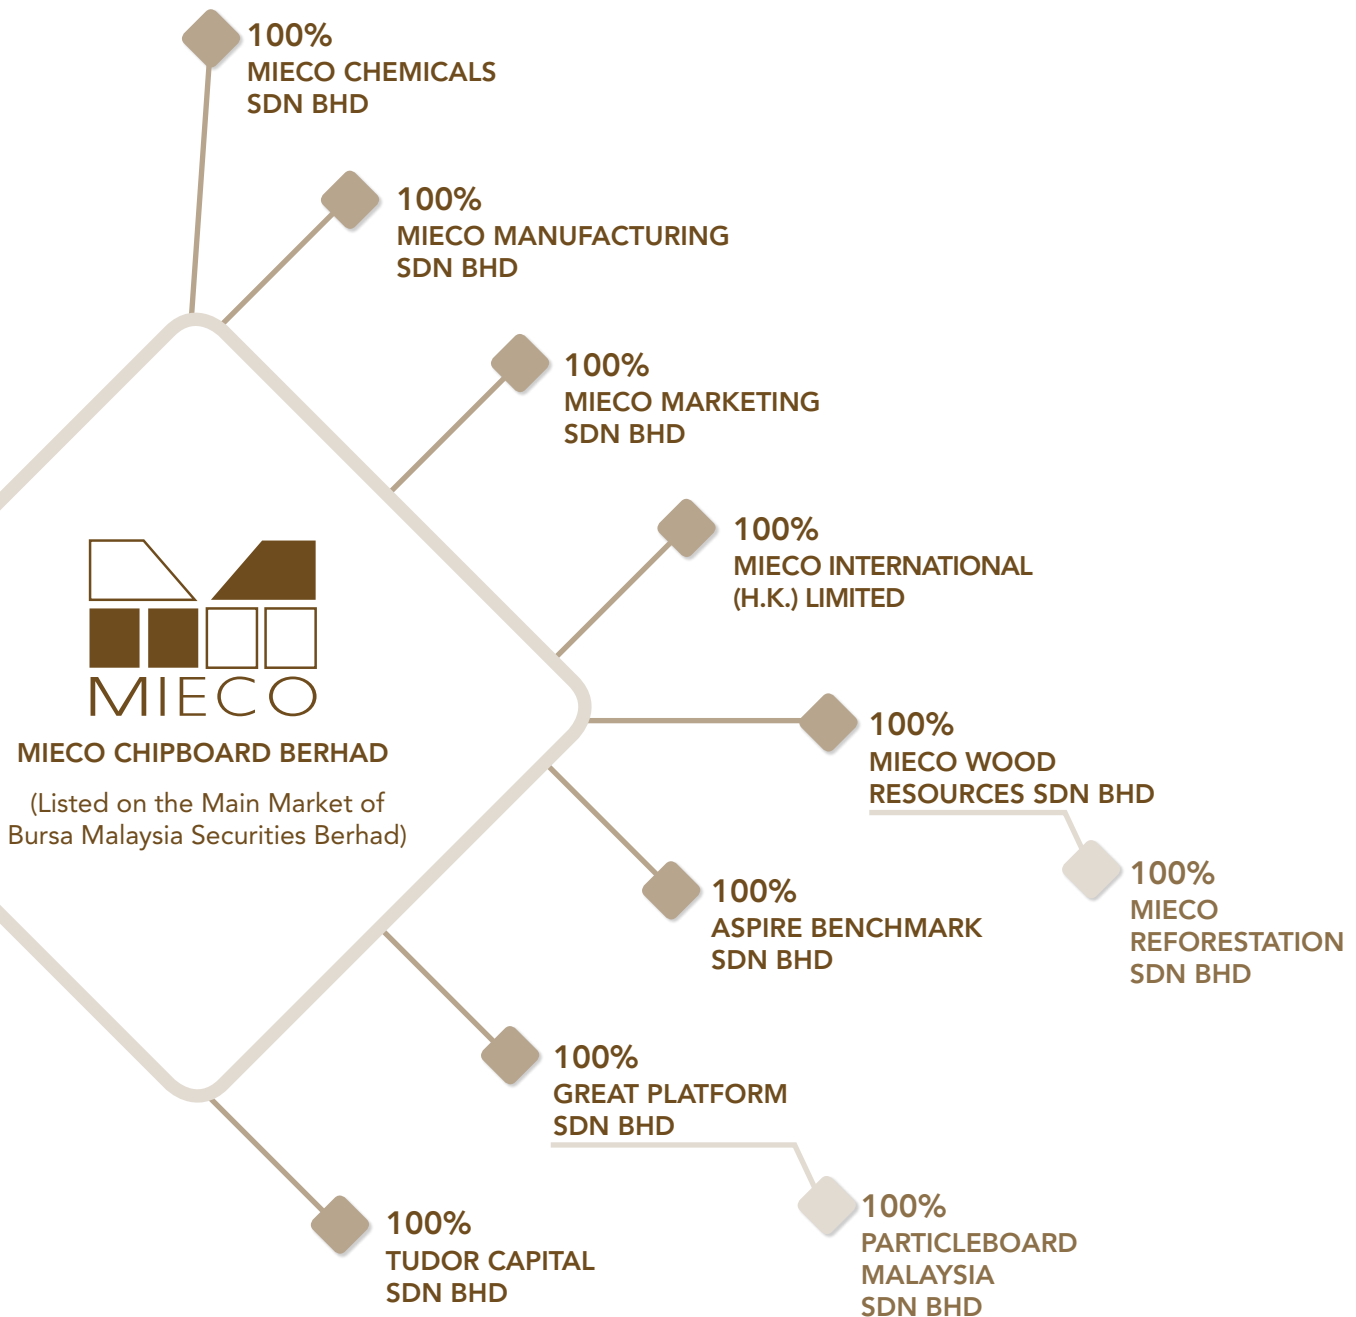 100%
MIECO CHEMICALS
SDN BHD
100%
MIECO MANUFACTURING
SDN BHD
100%
MIECO MARKETING
SDN BHD
100%
MIECO INTERNATIONAL
(H.K.) LIMITED
MIECO
MIECO CHIPBOARD BERHAD
(Listed on the Main Market of
Bursa Malaysia Securities Berhad)
100%
MIECO WOOD
RESOURCES SDN BHD
100%
MIECO
REFORESTATION
SDN BHD
100%
ASPIRE BENCHMARK
SDN BHD
100%
GREAT PLATFORM
SDN BHD
100%
PARTICLEBOARD
MALAYSIA
SDN BHD
100%
TUDOR CAPITAL
SDN BHD